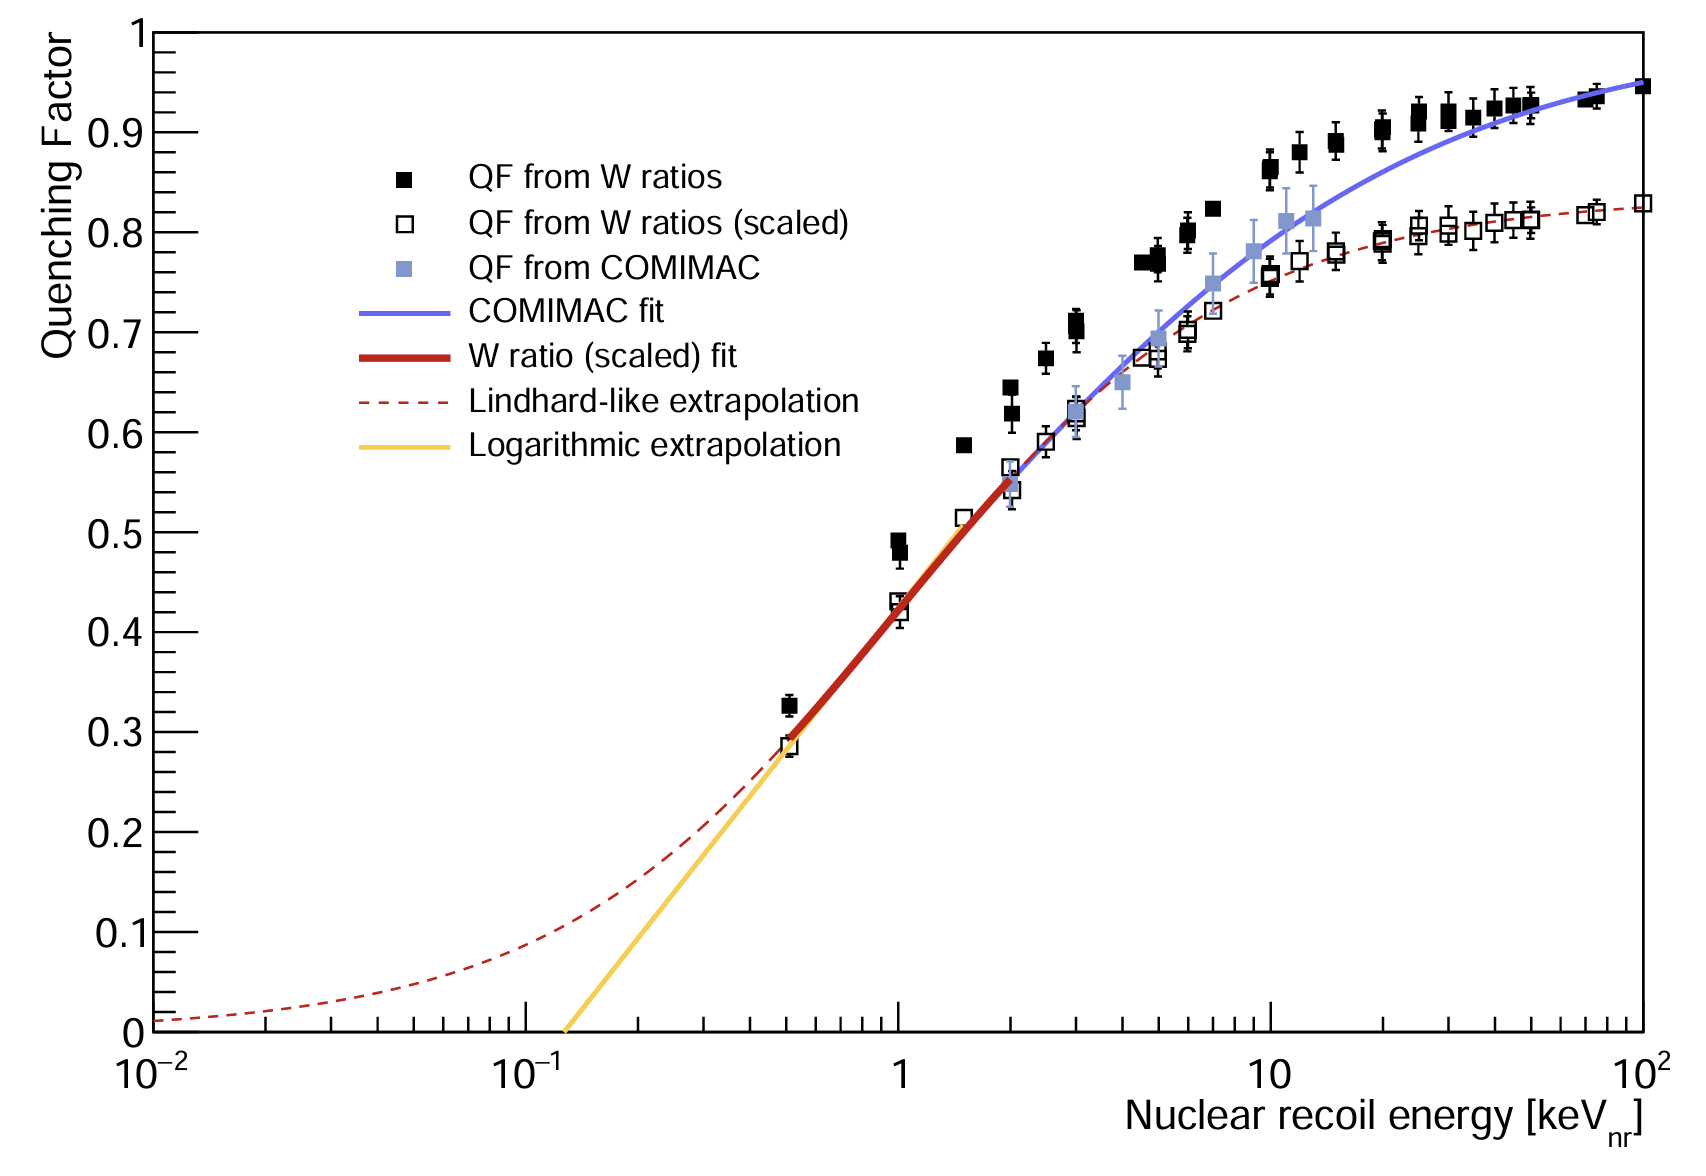 Quenching Factor
1
0.9
0.8
0.7
0.6
0.5
0.4
0.3
0.2
0.1
0
QF from W ratios
QF from W ratios (scaled)
QF from COMIMAC
COMIMAC fit
W ratio (scaled) fit
Lindhard-like extrapolation
Logarithmic extrapolation
10⁻² 10⁻¹ 1 10 10²
Nuclear recoil energy [keVₙᵣ]